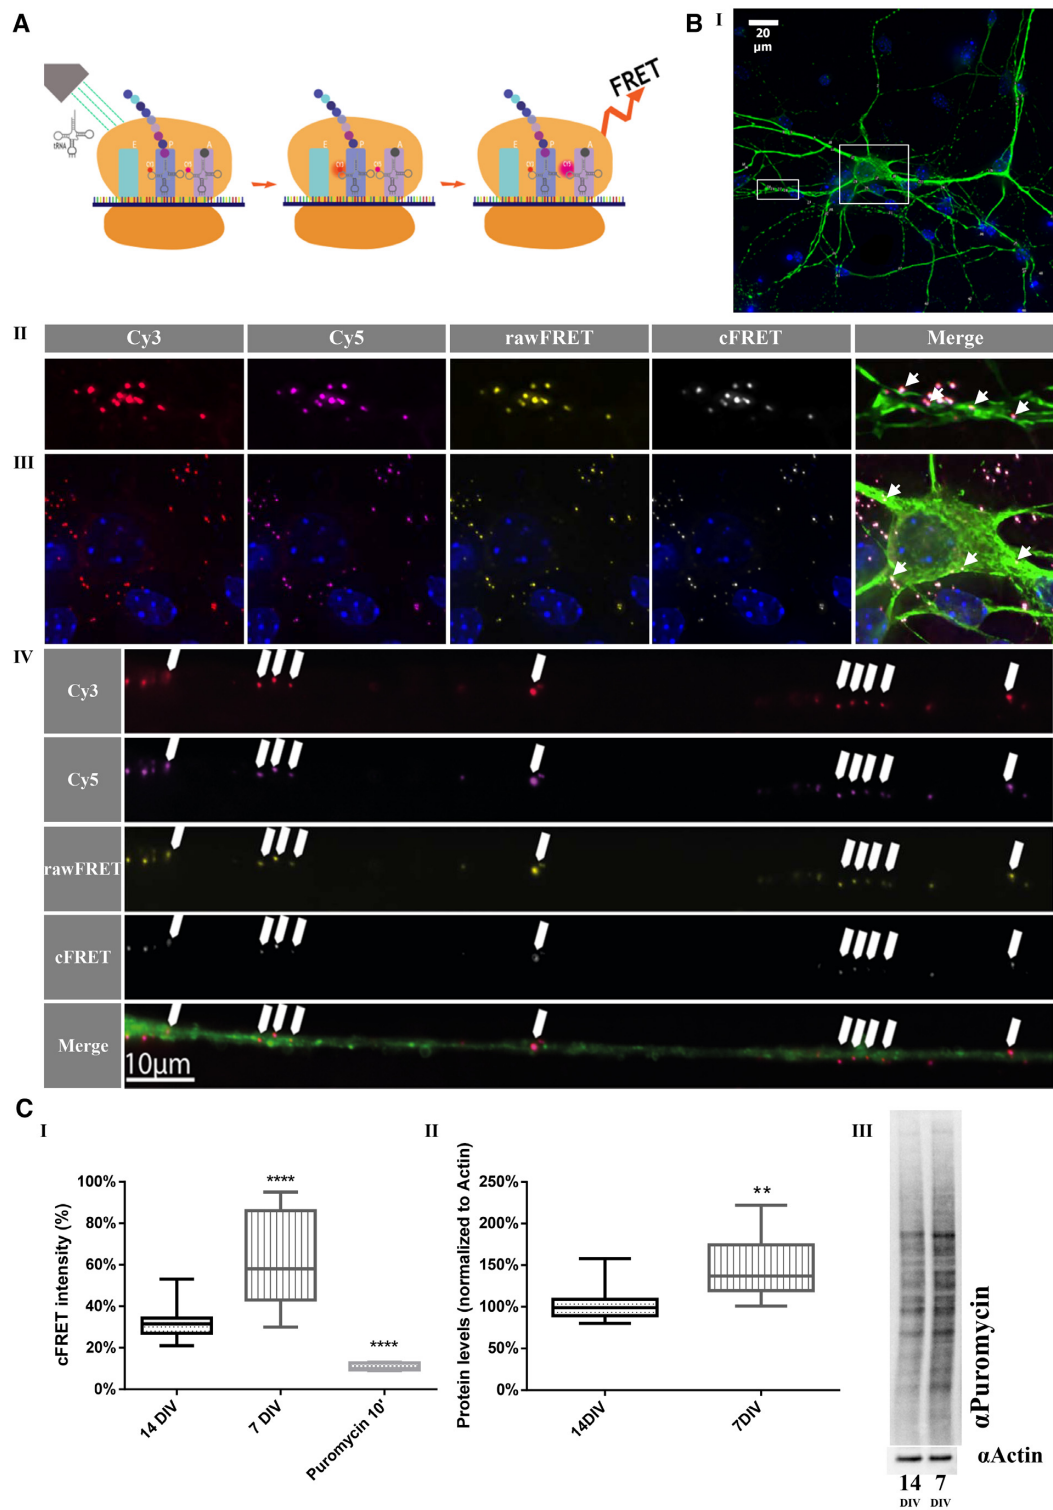 A
B
I
20
µm
FRET
tRNA
E
P
A
E
P
A
E
P
A
II
Cy3
Cy5
rawFRET
cFRET
Merge
III
IV
Cy3
Cy5
rawFRET
cFRET
Merge
10µm
C
I
cFRET intensity (%)
100%
80%
60%
40%
20%
0%
****
****
14 DIV
7 DIV
Puromycin 10'
II
Protein levels (normalized to Actin)
250%
200%
150%
100%
50%
0%
**
14DIV
7DIV
III
αPuromycin
αActin
14 7
DIV DIV